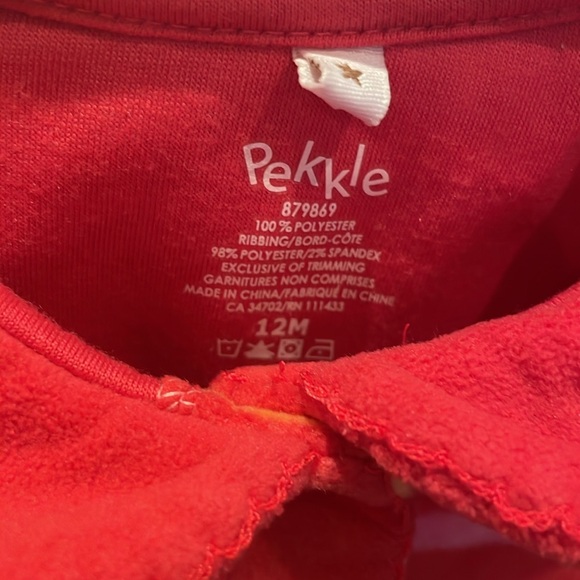 Pekkle
879869
100% POLYESTER
RIBBING/BORD-CÔTE
98% POLYESTER/2% SPANDEX
EXCLUSIVE OF TRIMMING
GARNITURES NON COMPRISES
MADE IN CHINA/FABRIQUÉ EN CHINE
CA 34702/RN 111433
12M